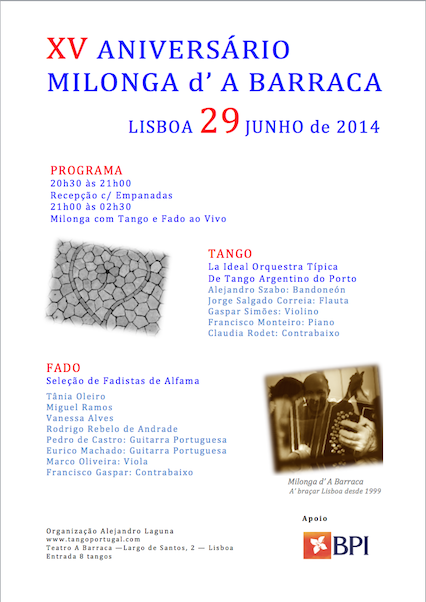 XV ANIVERSÁRIO
MILONGA d' A BARRACA
LISBOA 29 JUNHO de 2014
PROGRAMA
20h30 às 21h00
Recepção c/ Empanadas
21h00 às 02h30
Milonga com Tango e Fado ao Vivo
TANGO
La Ideal Orquestra Típica
De Tango Argentino do Porto
Alejandro Szabo: Bandoneón
Jorge Salgado Correia: Flauta
Gaspar Simões: Violino
Francisco Monteiro: Piano
Claudia Rodet: Contrabaixo
FADO
Seleção de Fadistas de Alfama
Tânia Oleiro
Miguel Ramos
Vanessa Alves
Rodrigo Rebelo de Andrade
Pedro de Castro: Guitarra Portuguesa
Eurico Machado: Guitarra Portuguesa
Marco Oliveira: Viola
Francisco Gaspar: Contrabaixo
Milonga d' A Barraca
A' braçar Lisboa desde 1999
Apoio
BPI
Organização Alejandro Laguna
www.tangoportugal.com
Teatro A Barraca —Largo de Santos, 2 — Lisboa
Entrada 8 tangos